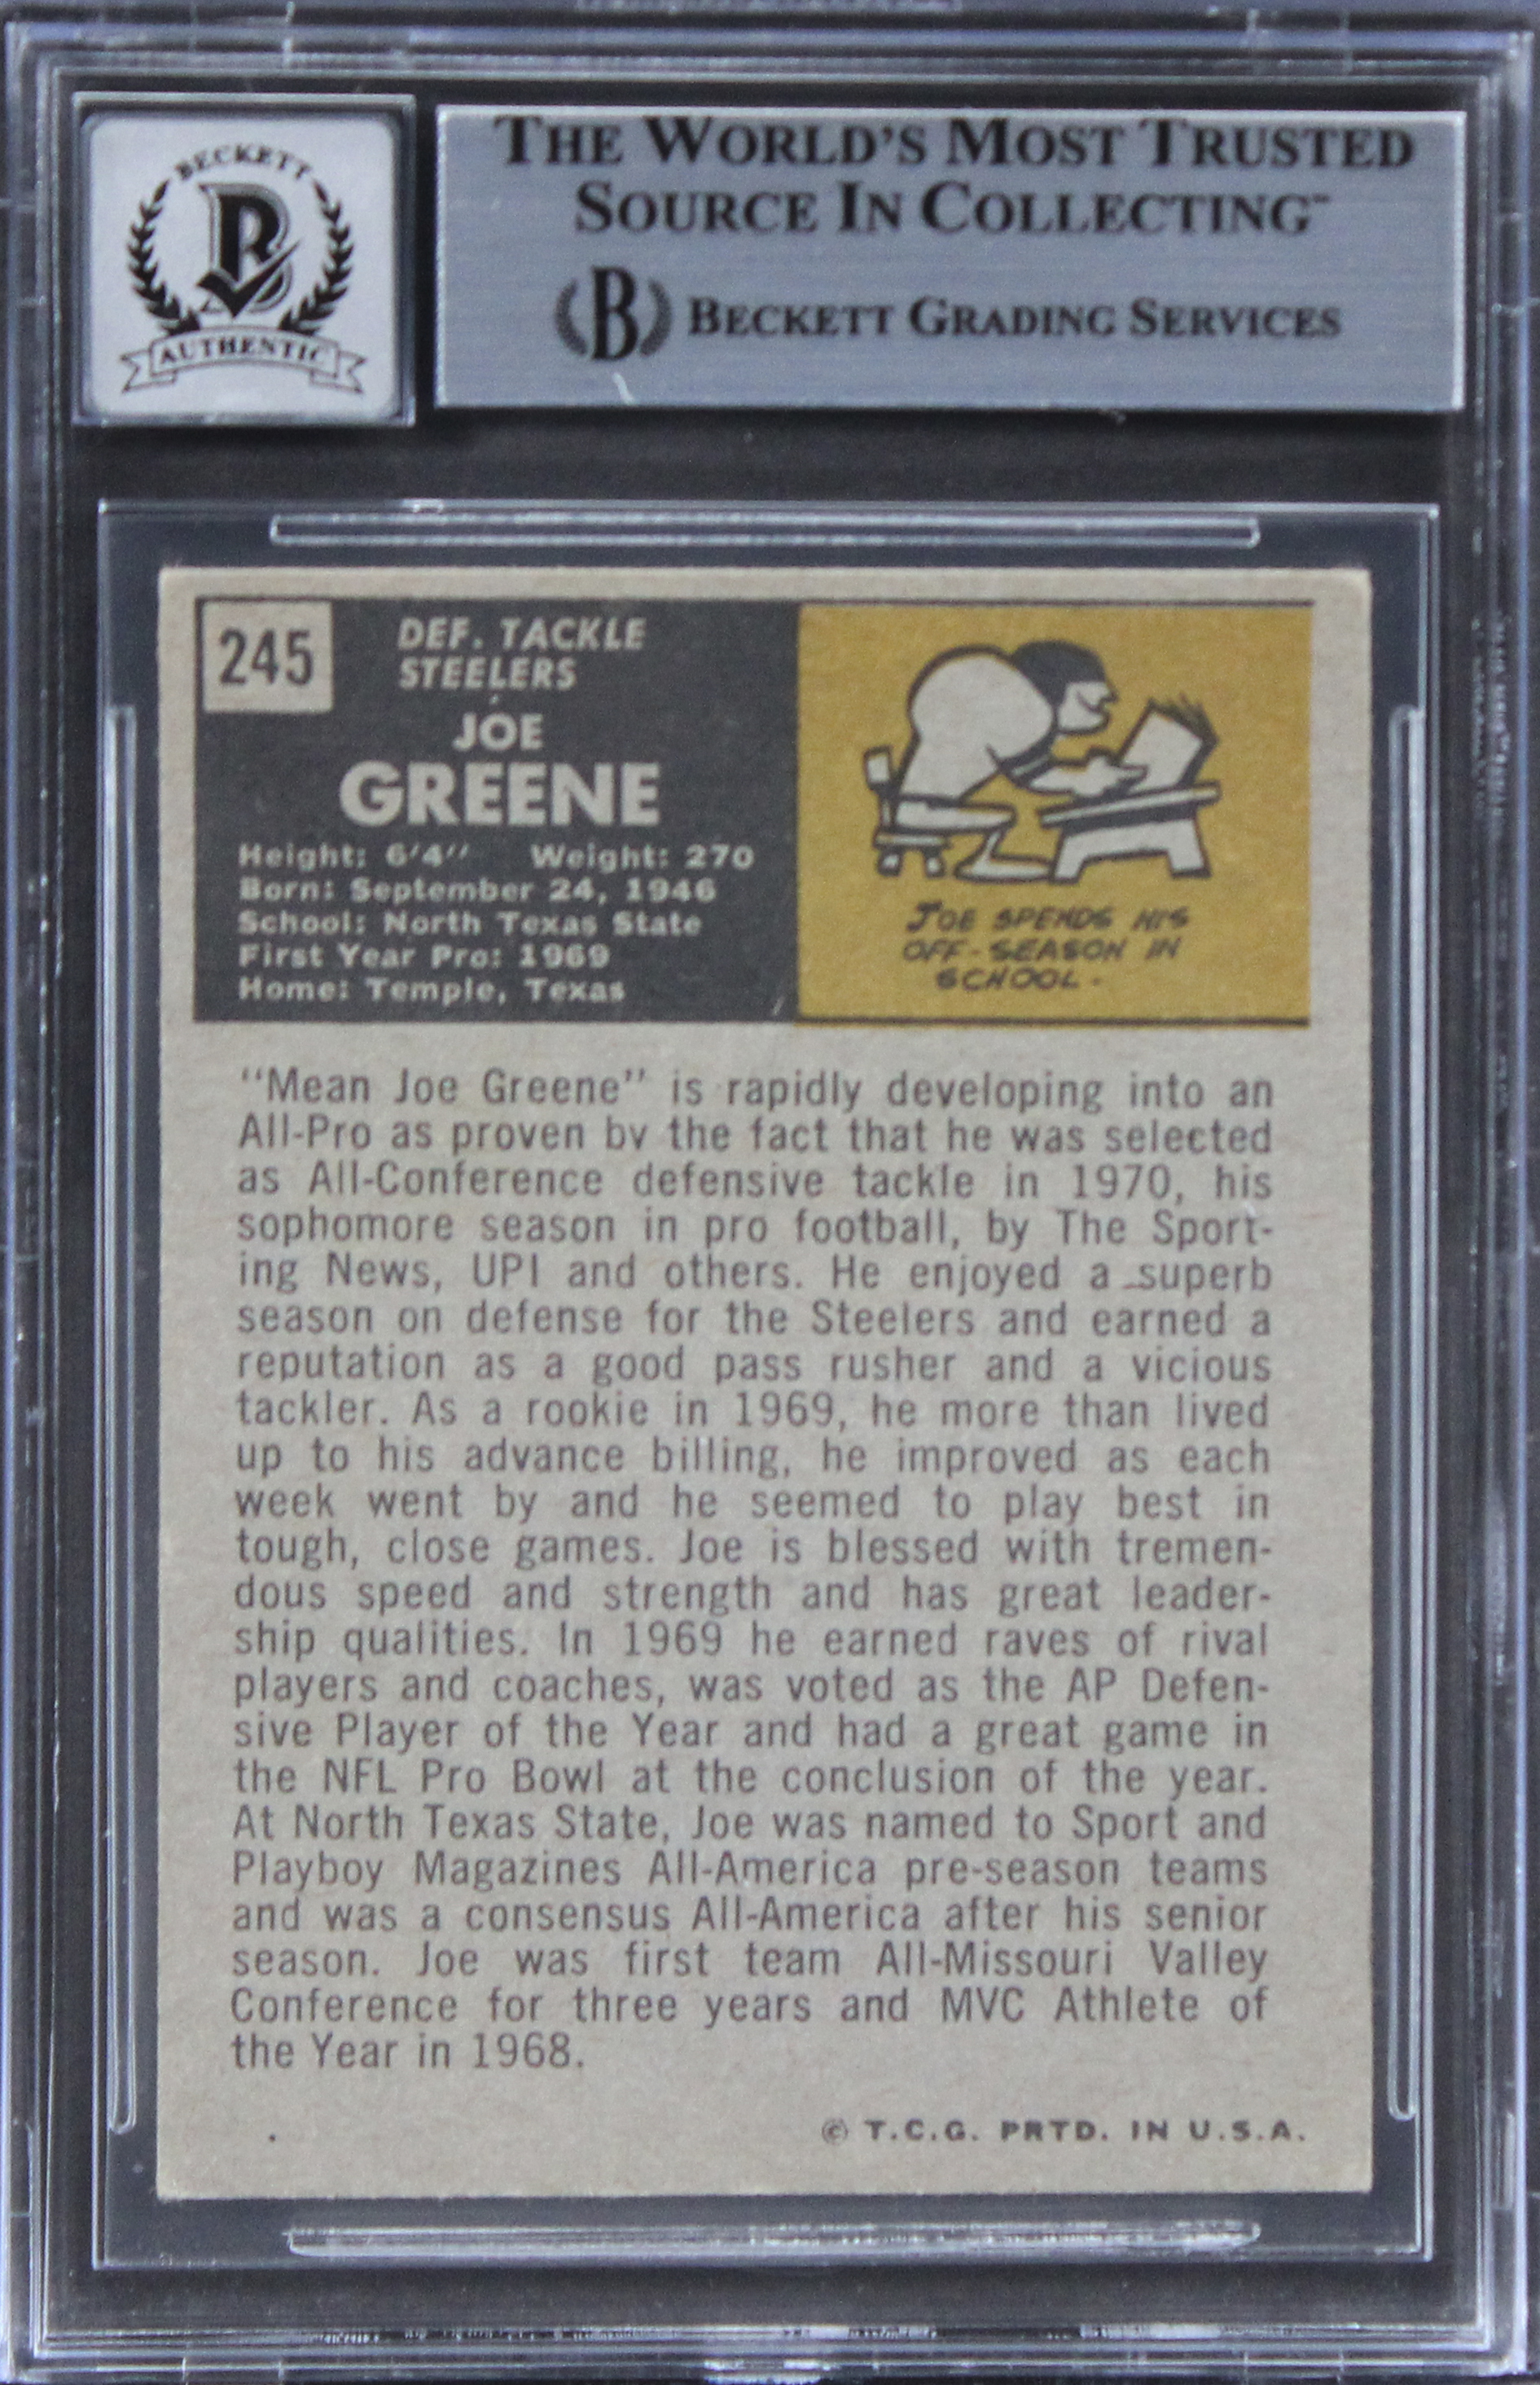 BECKETT
AUTHENTIC
THE WORLD'S MOST TRUSTED
SOURCE IN COLLECTING™
BECKETT GRADING SERVICES
245
DEF. TACKLE
STEELERS
JOE
GREENE
Height: 6'4" Weight: 270
Born: September 24, 1946
School: North Texas State
First Year Pro: 1969
Home: Temple, Texas
JOE SPENDS HIS
OFF-SEASON IN
SCHOOL.
"Mean Joe Greene" is rapidly developing into an
All-Pro as proven by the fact that he was selected
as All-Conference defensive tackle in 1970, his
sophomore season in pro football, by The Sport-
ing News, UPI and others. He enjoyed a superb
season on defense for the Steelers and earned a
reputation as a good pass rusher and a vicious
tackler. As a rookie in 1969, he more than lived
up to his advance billing, he improved as each
week went by and he seemed to play best in
tough, close games. Joe is blessed with tremen-
dous speed and strength and has great leader-
ship qualities. In 1969 he earned raves of rival
players and coaches, was voted as the AP Defen-
sive Player of the Year and had a great game in
the NFL Pro Bowl at the conclusion of the year.
At North Texas State, Joe was named to Sport and
Playboy Magazines All-America pre-season teams
and was a consensus All-America after his senior
season. Joe was first team All-Missouri Valley
Conference for three years and MVC Athlete of
the Year in 1968.
© T.C.G. PRTD. IN U.S.A.